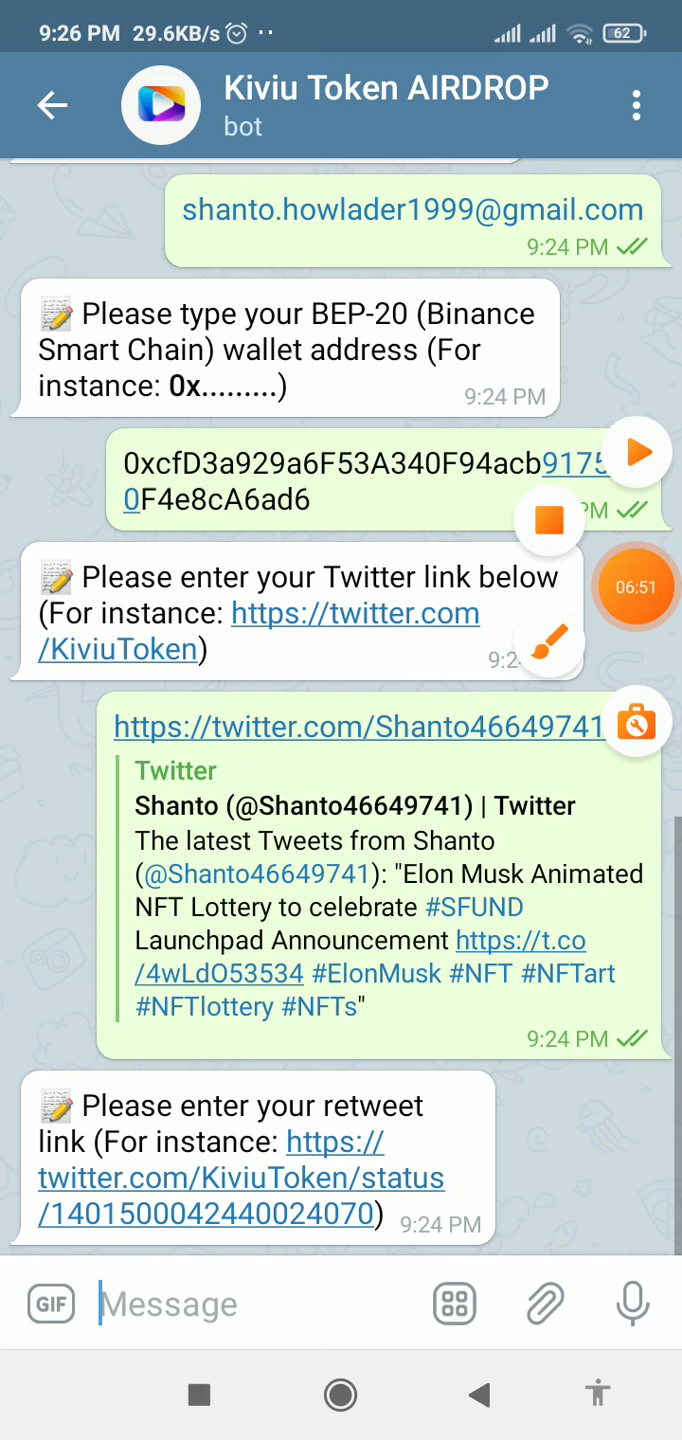 9:26 PM 29.6KB/s
62
Kiviu Token AIRDROP
bot
shanto.howlader1999@gmail.com
9:24 PM
Please type your BEP-20 (Binance
Smart Chain) wallet address (For
instance: 0x.........)
9:24 PM
0xcfD3a929a6F53A340F94acb9175
0F4e8cA6ad6
PM
Please enter your Twitter link below
(For instance: https://twitter.com
/KiviuToken)
9:2
06:51
https://twitter.com/Shanto46649741
Twitter
Shanto (@Shanto46649741) | Twitter
The latest Tweets from Shanto
(@Shanto46649741): "Elon Musk Animated
NFT Lottery to celebrate #SFUND
Launchpad Announcement https://t.co
/4wLdO53534 #ElonMusk #NFT #NFTart
#NFTlottery #NFTs"
9:24 PM
Please enter your retweet
link (For instance: https://
twitter.com/KiviuToken/status
/1401500042440024070)
9:24 PM
GIF
Message